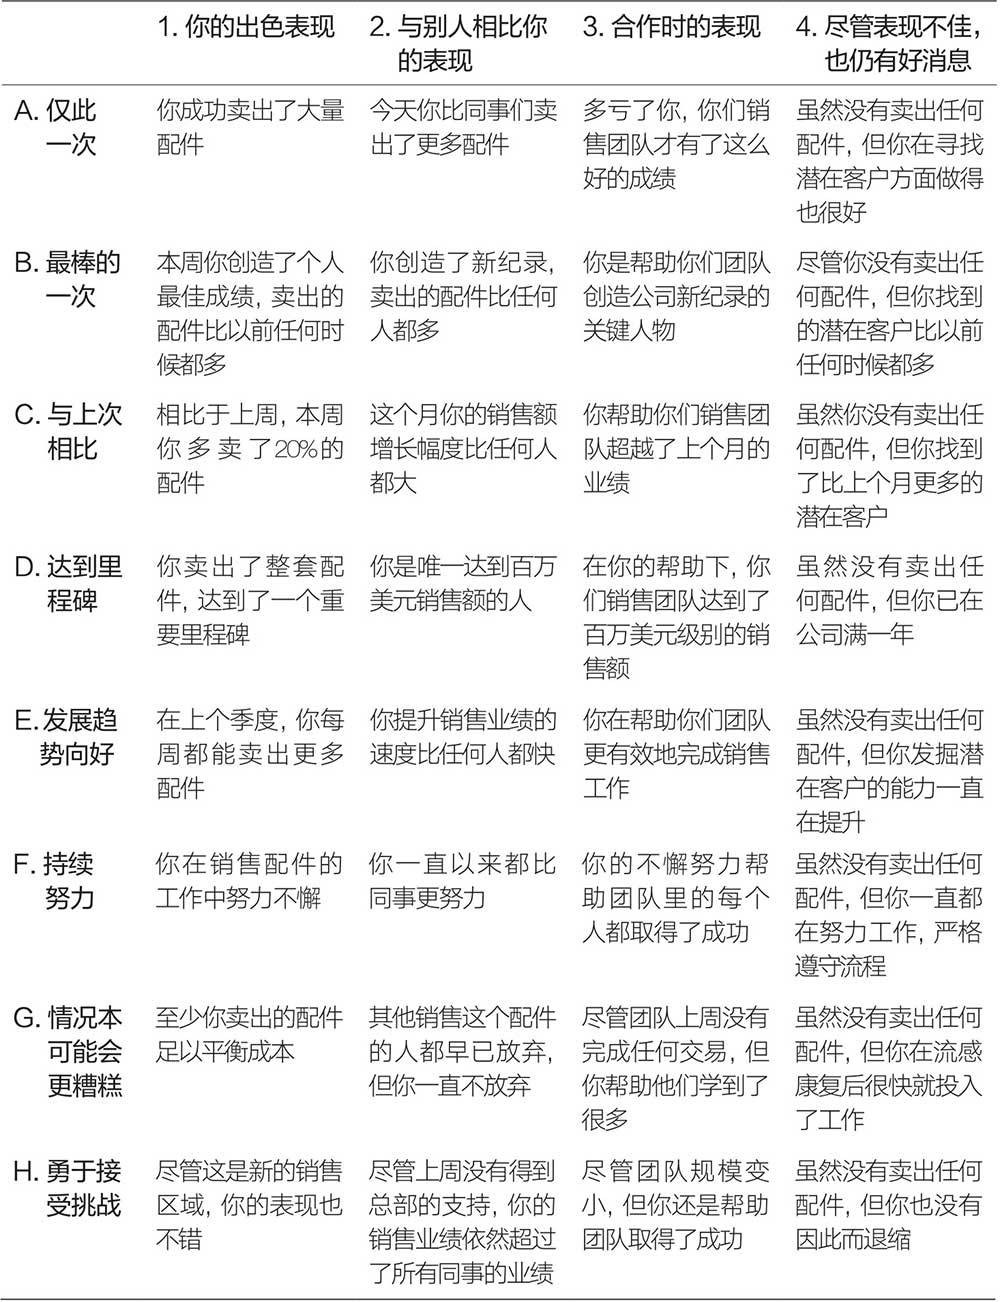 1. 你的出色表现
2. 与别人相比你
的表现
3. 合作时的表现
4. 尽管表现不佳，
也仍有好消息
A. 仅此
一次
你成功卖出了大量
配件
今天你比同事们卖
出了更多配件
多亏了你，你们销
售团队才有了这么
好的成绩
虽然没有卖出任何
配件，但你在寻找
潜在客户方面做得
也很好
B. 最棒的
一次
本周你创造了个人
最佳成绩，卖出的
配件比以前任何时
候都多
你创造了新纪录，
卖出的配件比任何
人都多
你是帮助你们团队
创造公司新纪录的
关键人物
尽管你没有卖出任
何配件，但你找到
的潜在客户比以前
任何时候都多
C. 与上次
相比
相比于上周，本周
你多卖了20%的
配件
这个月你的销售额
增长幅度比任何人
都大
你帮助你们销售团
队超越了上个月的
业绩
虽然你没有卖出任
何配件，但你找到
了比上个月更多的
潜在客户
D. 达到里
程碑
你卖出了整套配
件，达到了一个重
要里程碑
你是唯一达到百万
美元销售额的人
在你的帮助下，你
们销售团队达到了
百万美元级别的销
售额
虽然没有卖出任
何配件，但你已在
公司满一年
E. 发展趋
势向好
在上个季度，你每
周都能卖出更多
配件
你提升销售业绩的
速度比任何人都快
你在帮助你们团队
更有效地完成销售
工作
虽然没有卖出任何
配件，但你发掘潜
在客户的能力一直
在提升
F. 持续
努力
你在销售配件的
工作中努力不懈
你一直以来都比
同事更努力
你的不懈努力帮
助团队里的每个
人都取得了成功
虽然没有卖出任何
配件，但你一直都
在努力工作，严格
遵守流程
G. 情况本
可能会
更糟糕
至少你卖出的配件
足以平衡成本
其他销售这个配件
的人都早已放弃，
但你一直不放弃
尽管团队上周没有
完成任何交易，但
你帮助他们学到了
很多
虽然没有卖出任何
配件，但你在流感
康复后很快就投入
了工作
H. 勇于接
受挑战
尽管这是新的销售
区域，你的表现也
不错
尽管上周没有得到
总部的支持，你的
销售业绩依然超过
了所有同事的业绩
尽管团队规模变
小，但你还是帮助
团队取得了成功
虽然没有卖出任何
配件，但你也没有
因此而退缩